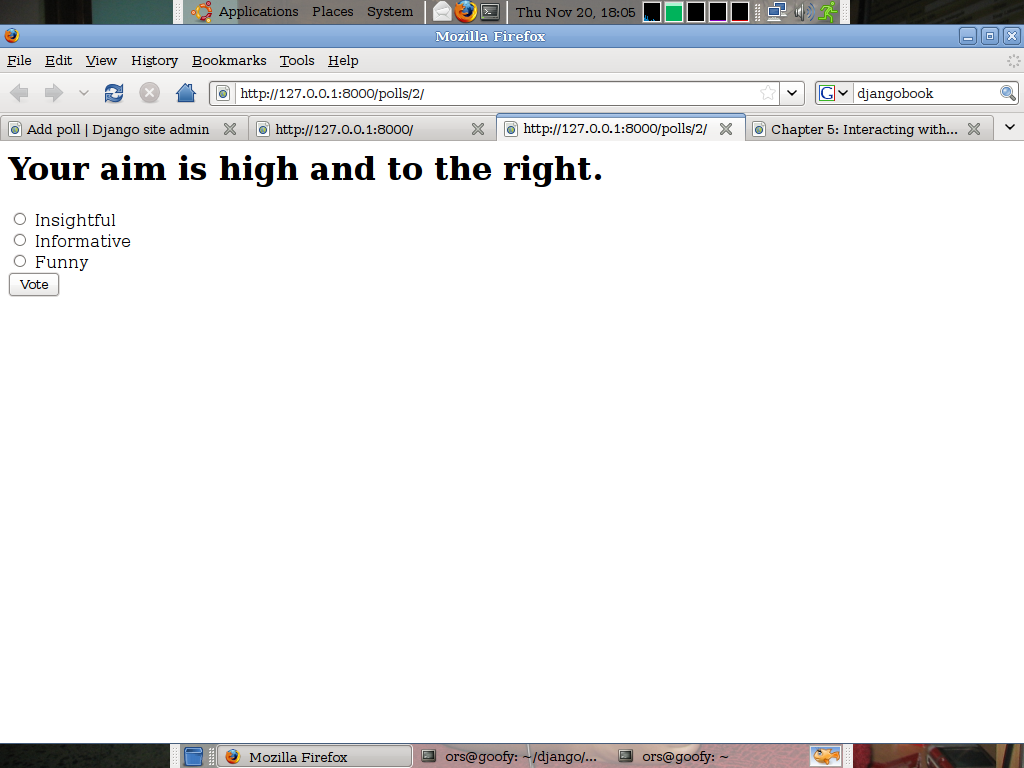 Applications Places System Thu Nov 20, 18:05
Mozilla Firefox
File Edit View History Bookmarks Tools Help
http://127.0.0.1:8000/polls/2/ G djangobook
Add poll | Django site admin http://127.0.0.1:8000/ http://127.0.0.1:8000/polls/2/ Chapter 5: Interacting with...
Your aim is high and to the right.
Insightful
Informative
Funny
Vote
Mozilla Firefox ors@goofy: ~/django/... ors@goofy: ~